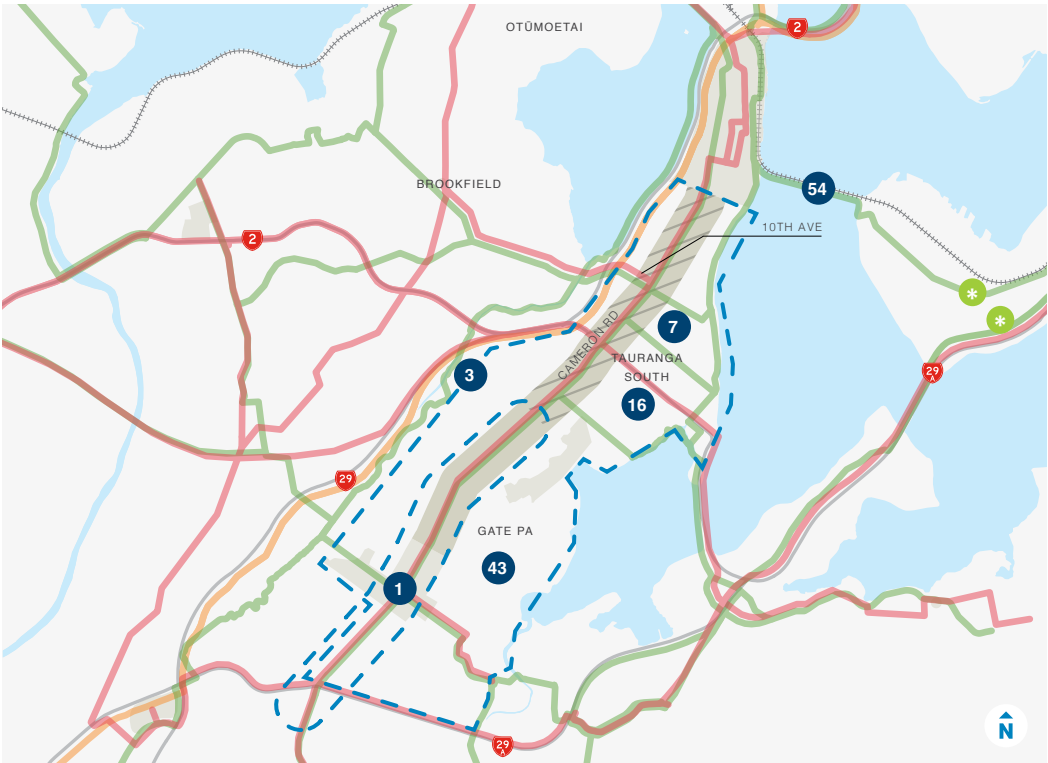 OTŪMOETAI
2
BROOKFIELD
54
10TH AVE
2
*
*
7
CAMERON RD
TAURANGA
SOUTH
3
29
A
16
29
GATE PA
43
1
N
29
A